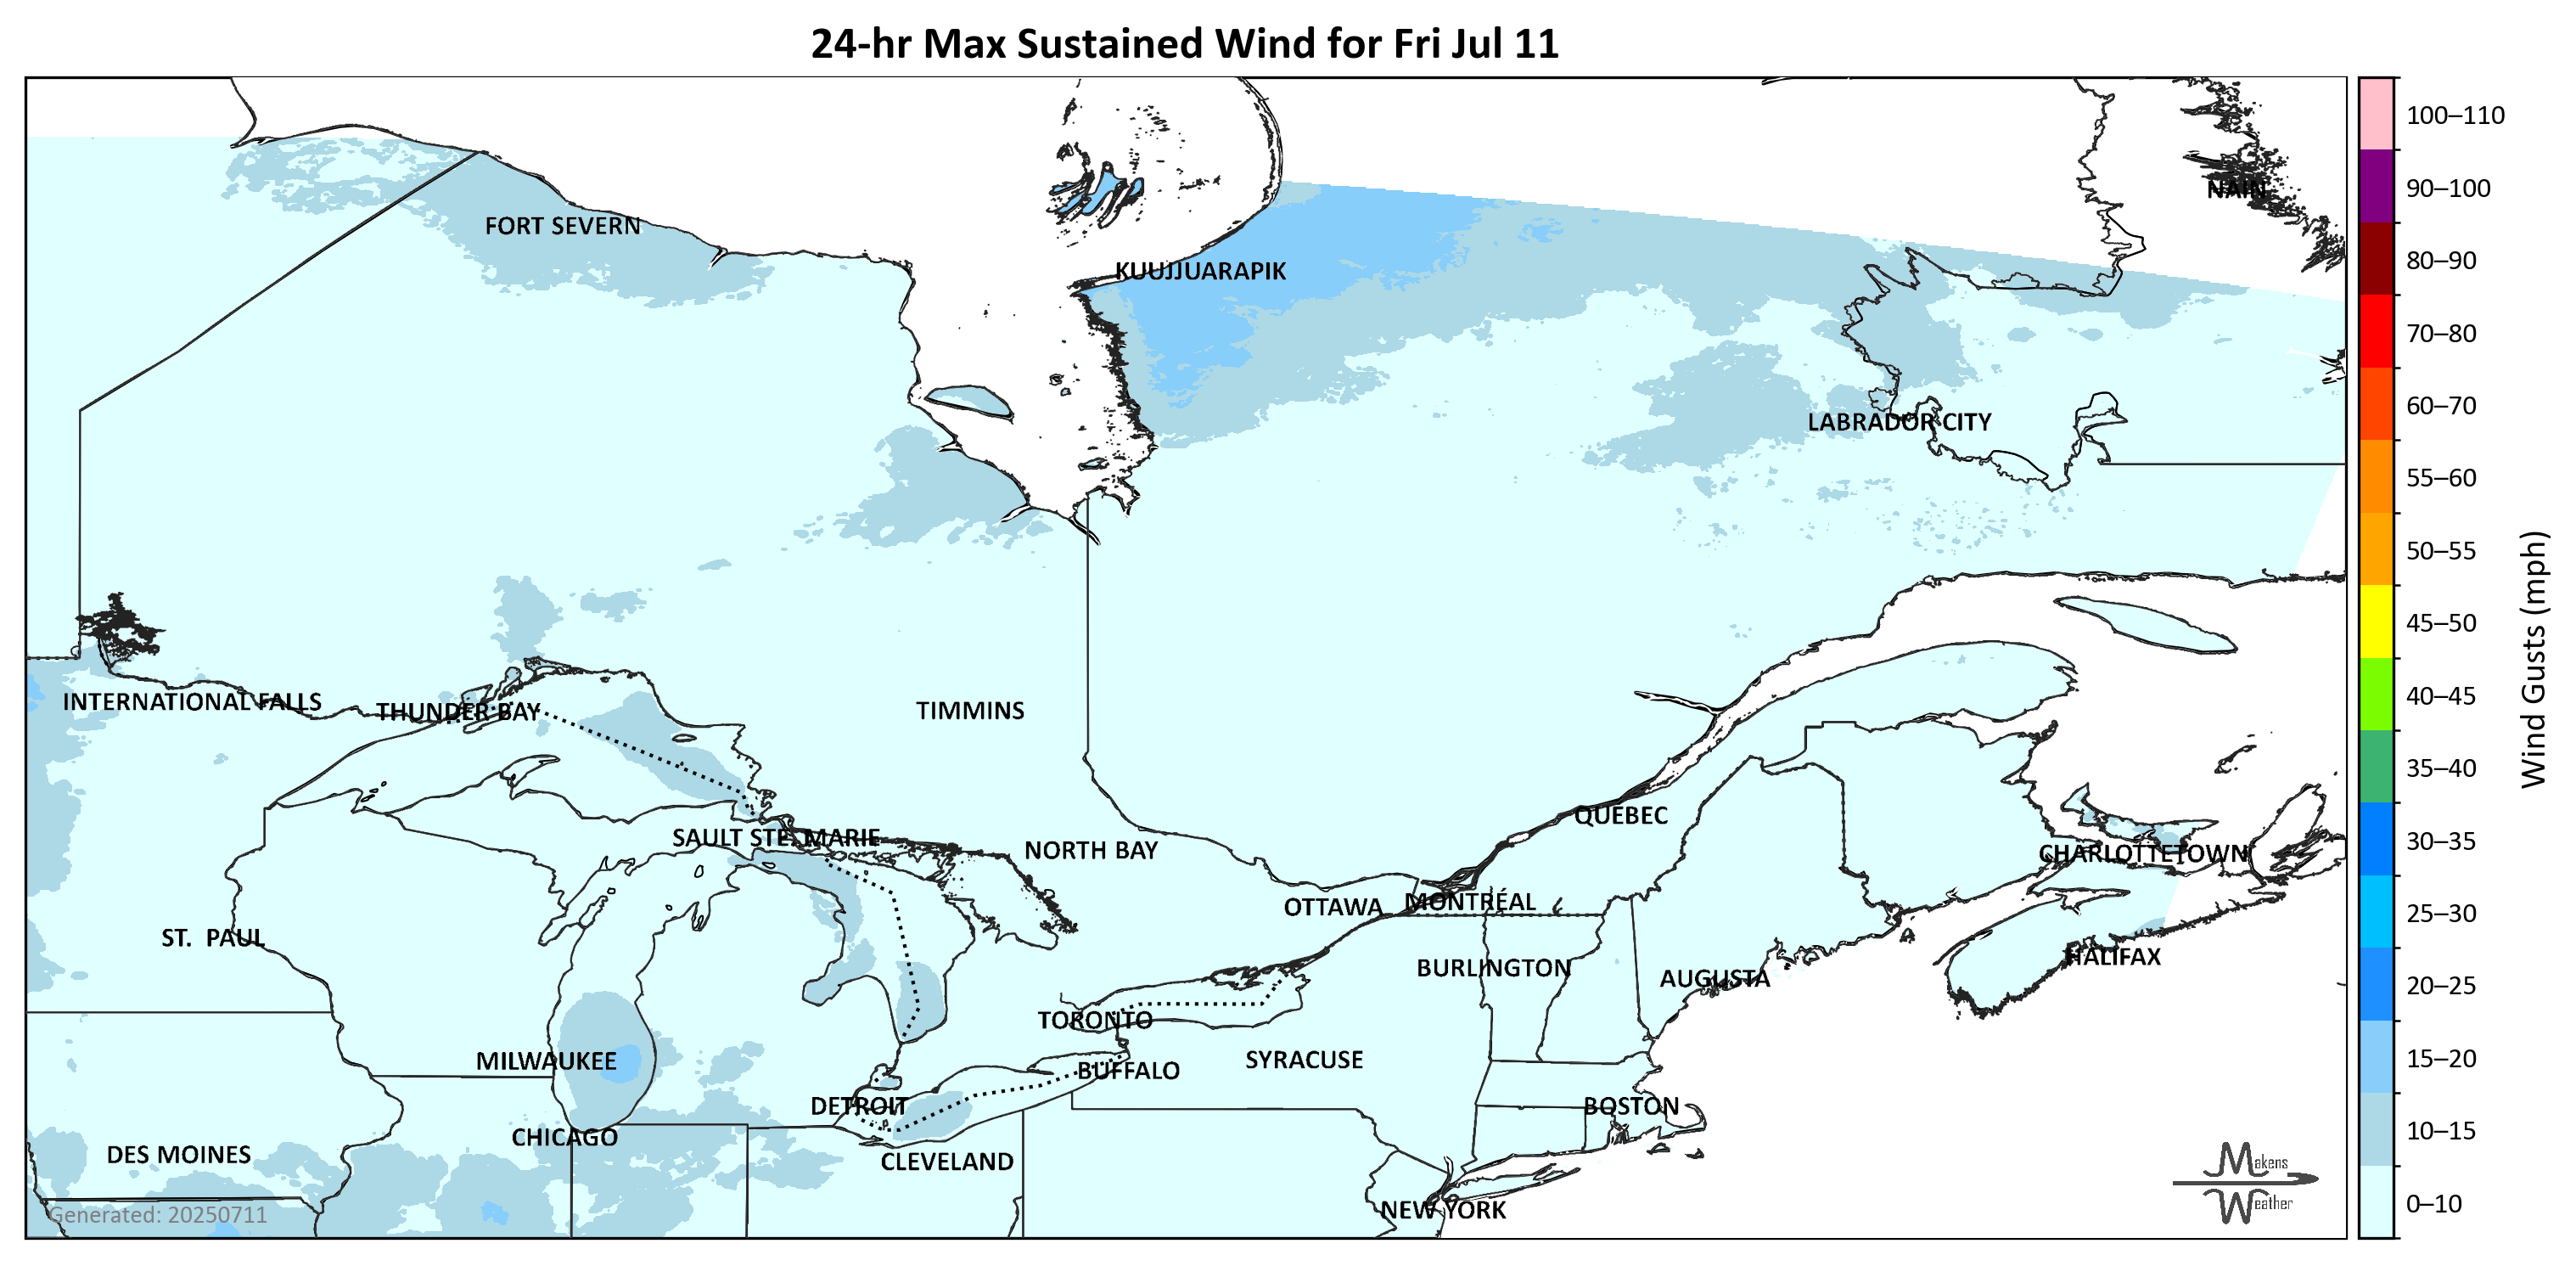 24-hr Max Sustained Wind for Fri Jul 11
100–110
NAIN
90–100
FORT SEVERN
80–90
KUUJJUARAPIK
70–80
60–70
LABRADOR CITY
55–60
50–55
Wind Gusts (mph)
45–50
INTERNATIONAL FALLS
THUNDER BAY
TIMMINS
40–45
35–40
QUÉBEC
SAULT STE. MARIE
30–35
NORTH BAY
CHARLOTTETOWN
OTTAWA
MONTRÉAL
25–30
ST. PAUL
HALIFAX
BURLINGTON
AUGUSTA
20–25
TORONTO
MILWAUKEE
SYRACUSE
15–20
BUFFALO
DETROIT
BOSTON
CHICAGO
10–15
DES MOINES
CLEVELAND
Makens
Weather
0–10
NEW YORK
Generated: 20250711